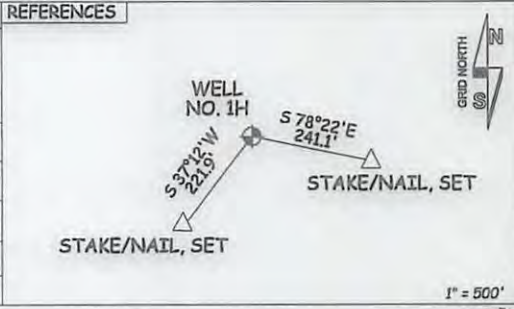 REFERENCES
GRID NORTH
N
S
WELL
NO. 1H
S 78°22'E
241.1'
S 37°12'W
221.9'
STAKE/NAIL, SET
STAKE/NAIL, SET
1" = 500'